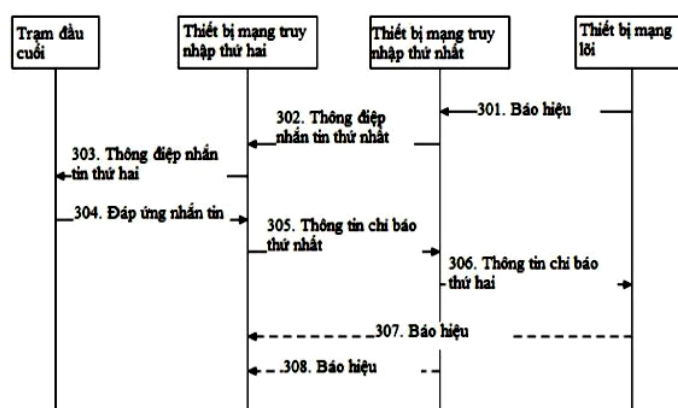 Trạm đầu
cuối
Thiết bị mạng truy
nhập thứ hai
Thiết bị mạng truy
nhập thứ nhất
Thiết bị mạng
lõi
301. Báo hiệu
302. Thông điệp
nhắn tin thứ nhất
303. Thông điệp nhắn
tin thứ hai
304. Đáp ứng nhắn tin
305. Thông tin chỉ báo
thứ nhất
306. Thông tin chỉ báo
thứ hai
307. Báo hiệu
308. Báo hiệu